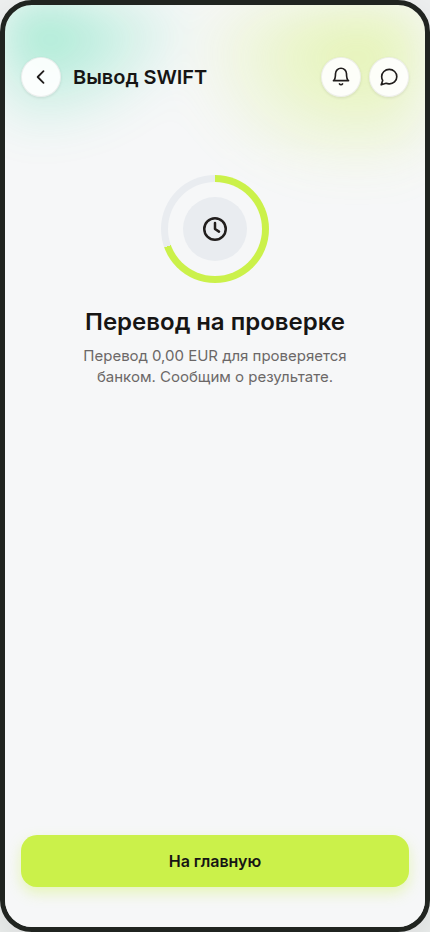 Вывод SWIFT
Перевод на проверке
Перевод 0,00 EUR для проверяется
банком. Сообщим о результате.
На главную